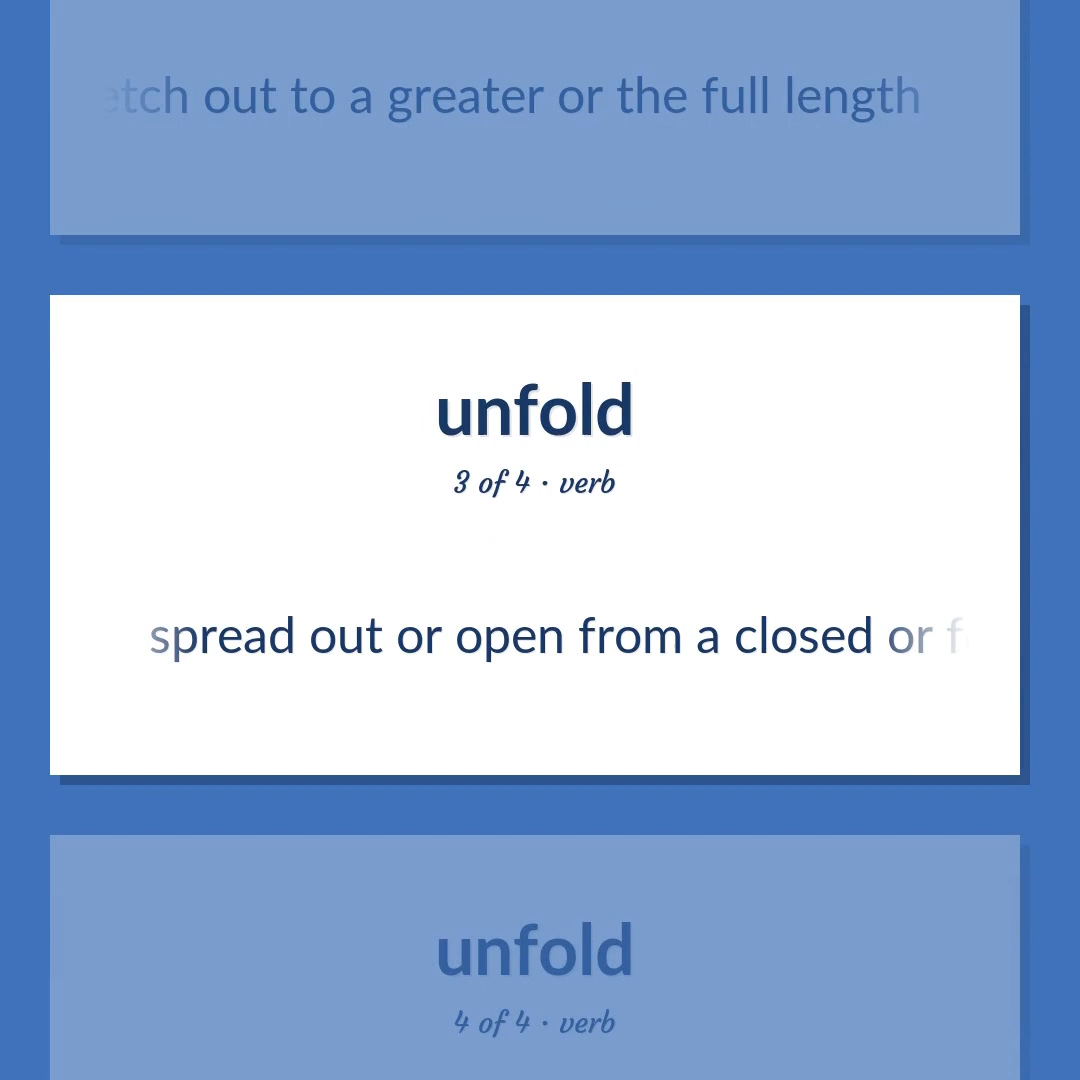 out to a greater or the full length
unfold
3 of 4 · verb
spread out or open from a closed or
unfold
4 of 4 · verb